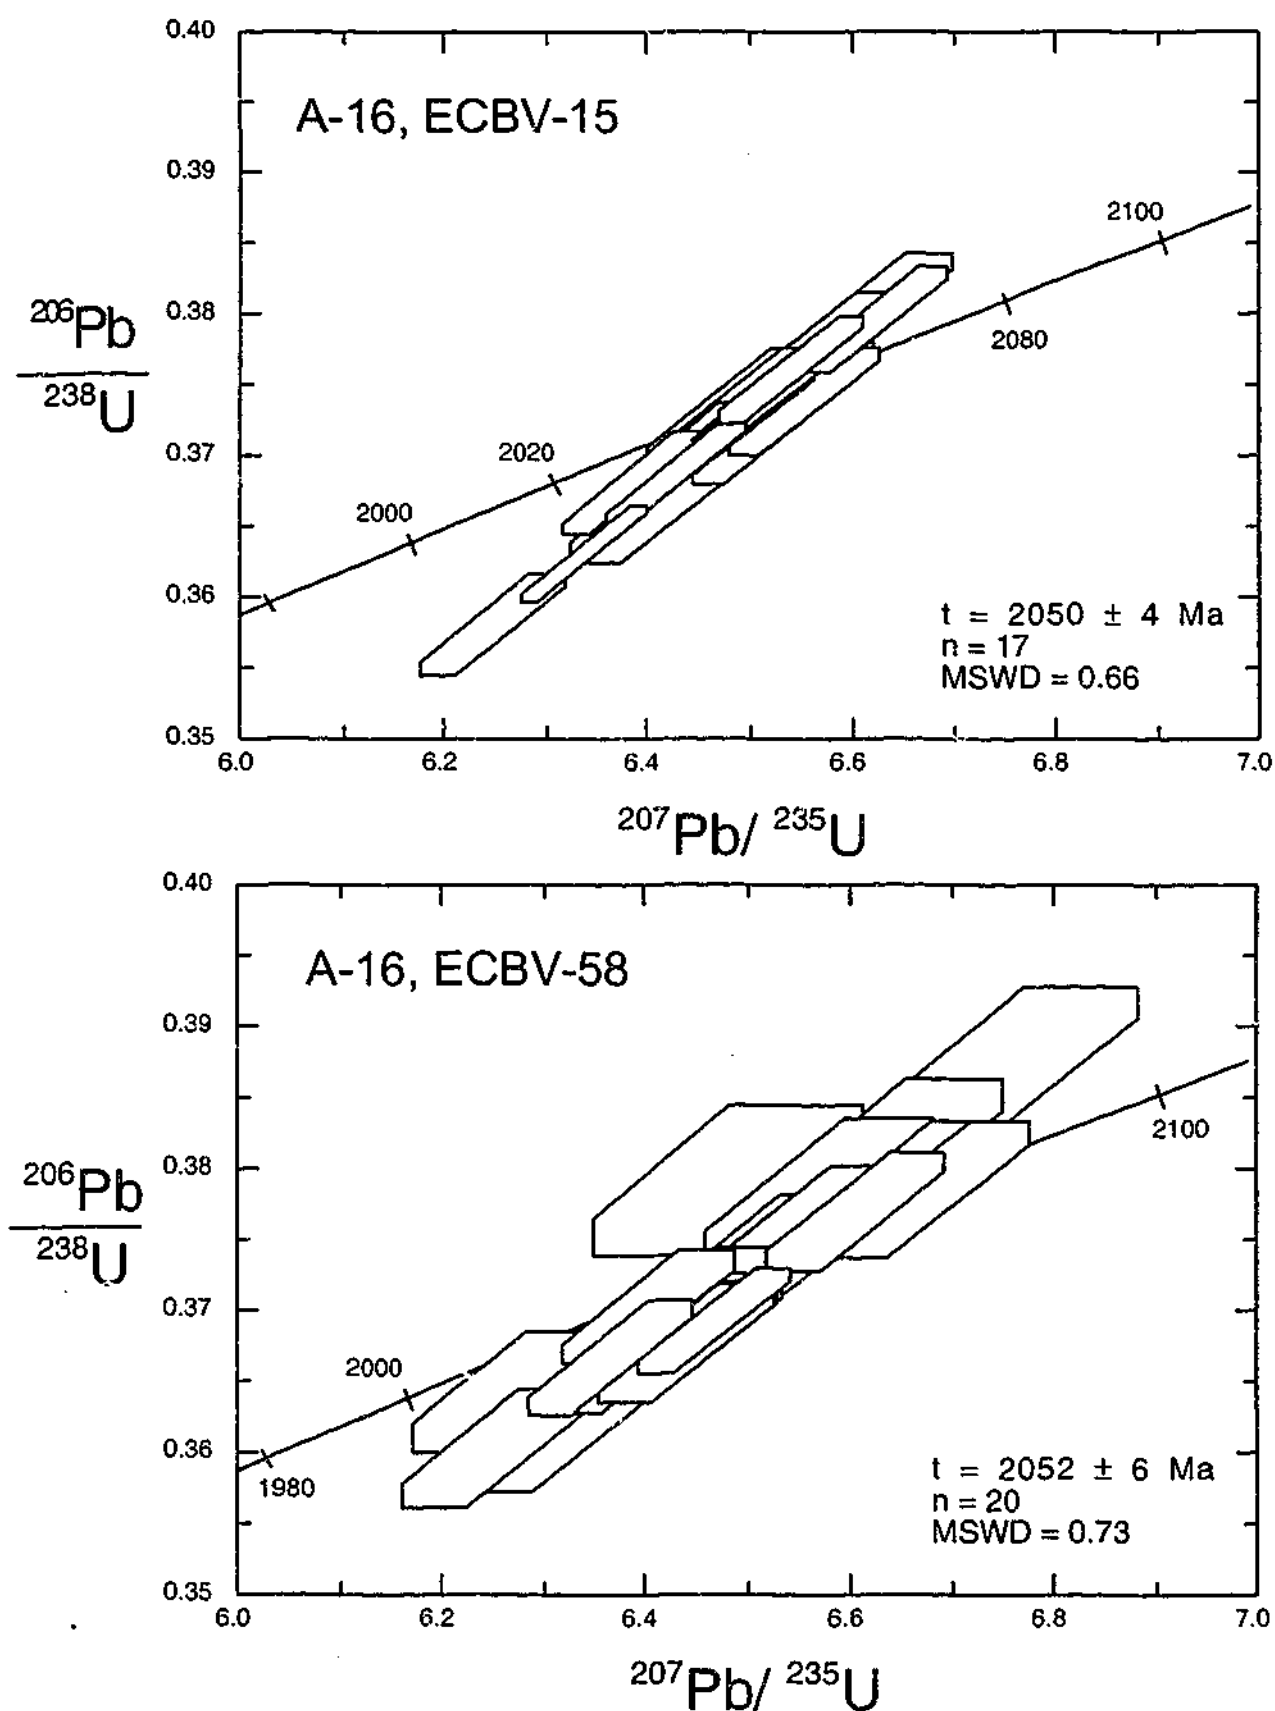 0.40
A-16, ECBV-15
0.39
2100
0.38
²⁰⁶Pb
²³⁸U
2080
0.37
2020
2000
0.36
t = 2050 ± 4 Ma
n = 17
MSWD = 0.66
0.35
6.0 6.2 6.4 6.6 6.8 7.0
²⁰⁷Pb/ ²³⁵U
0.40
A-16, ECBV-58
0.39
2100
0.38
²⁰⁶Pb
²³⁸U
0.37
2000
0.36
1980
t = 2052 ± 6 Ma
n = 20
MSWD = 0.73
0.35
6.0 6.2 6.4 6.6 6.8 7.0
²⁰⁷Pb/ ²³⁵U